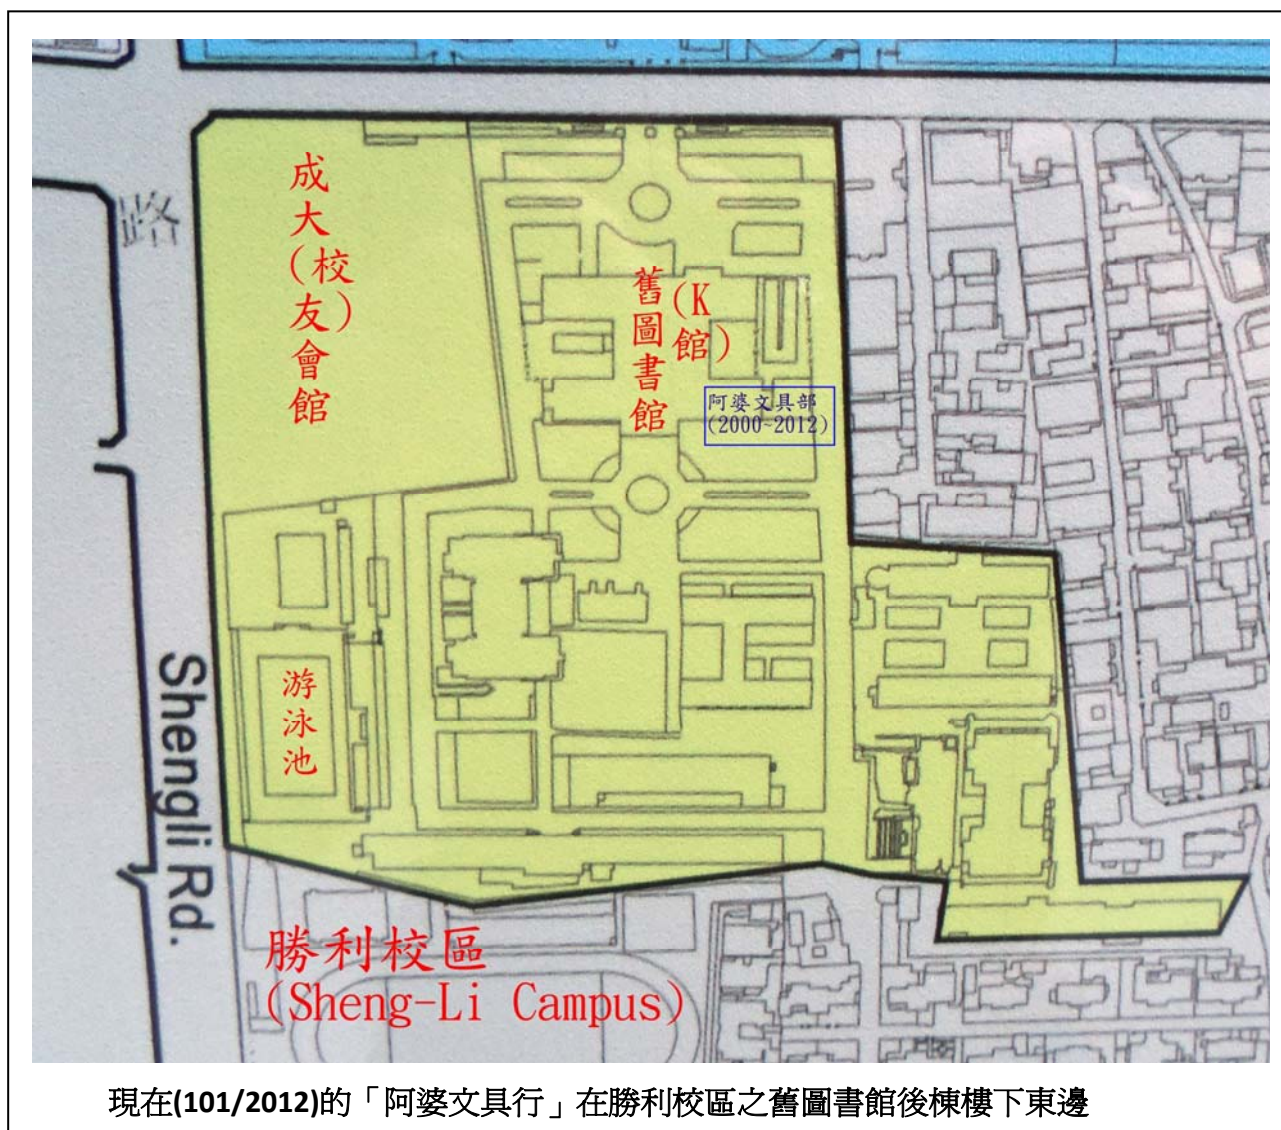 路
成大(校友)會館
舊圖書館
(K館)
阿婆文具部
(2000~2012)
游泳池
Shengli Rd.
勝利校區
(Sheng-Li Campus)
現在(101/2012)的「阿婆文具行」在勝利校區之舊圖書館後棟樓下東邊